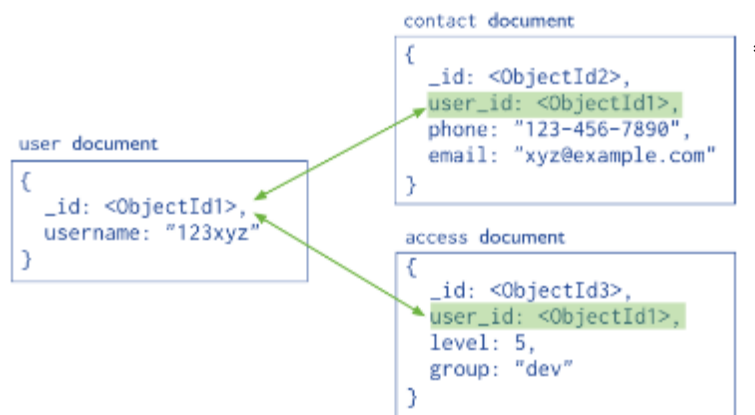 contact document
{
_id: <ObjectId2>,
user_id: <ObjectId1>,
phone: "123-456-7890",
email: "xyz@example.com"
}
user document
{
_id: <ObjectId1>,
username: "123xyz"
}
access document
{
_id: <ObjectId3>,
user_id: <ObjectId1>,
level: 5,
group: "dev"
}